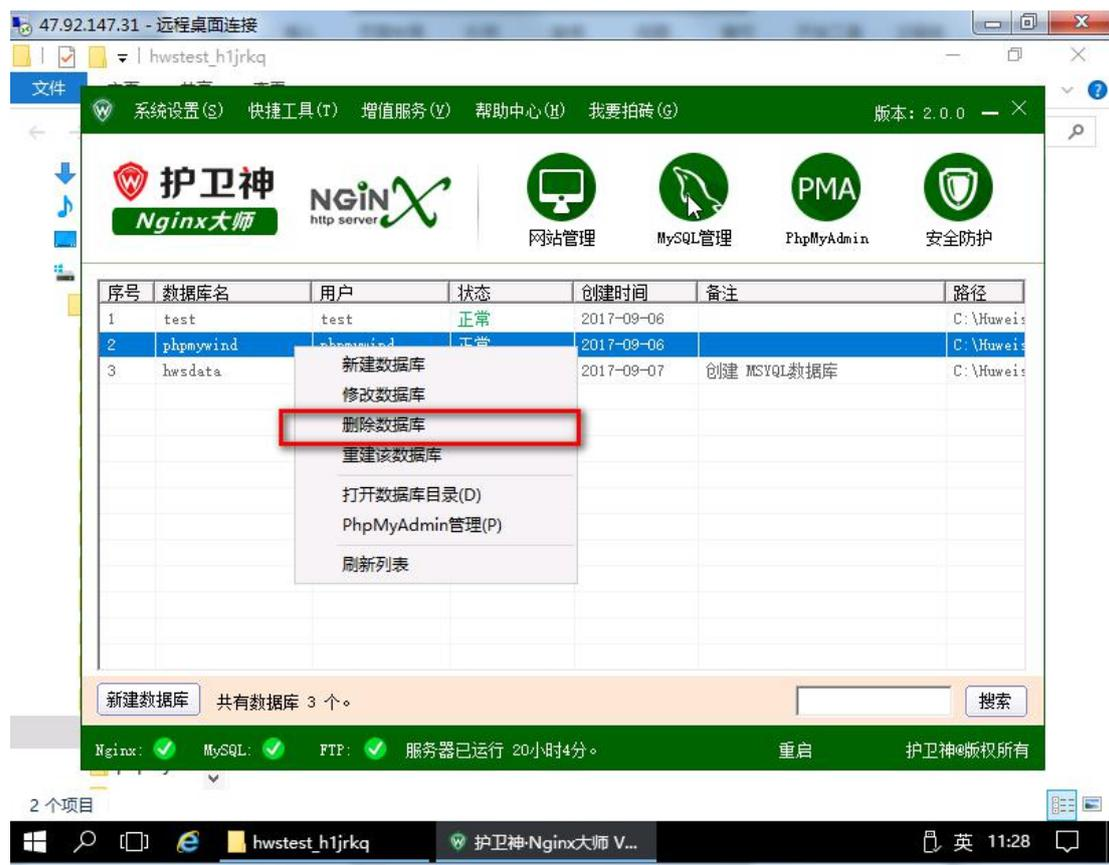 47.92.147.31 - 远程桌面连接
hwstest_h1jrkq
文件
系统设置(S) 快捷工具(T) 增值服务(V) 帮助中心(H) 我要拍砖(G) 版本: 2.0.0
护卫神
Nginx大师
NGiNX
http server
PMA
网站管理 MySQL管理 PhpMyAdmin 安全防护
序号 数据库名 用户 状态 创建时间 备注 路径
1 test test 正常 2017-09-06 C:\Huweis
2 phpmywind phpmywind 正常 2017-09-06 C:\Huweis
3 hwsdata 2017-09-07 创建 MSYQL数据库 C:\Huweis
新建数据库
修改数据库
删除数据库
重建该数据库
打开数据库目录(D)
PhpMyAdmin管理(P)
刷新列表
新建数据库 共有数据库 3 个。 搜索
Nginx: MySQL: FTP: 服务器已运行 20小时4分。 重启 护卫神@版权所有
2 个项目
hwstest_h1jrkq 护卫神·Nginx大师 V... 英 11:28